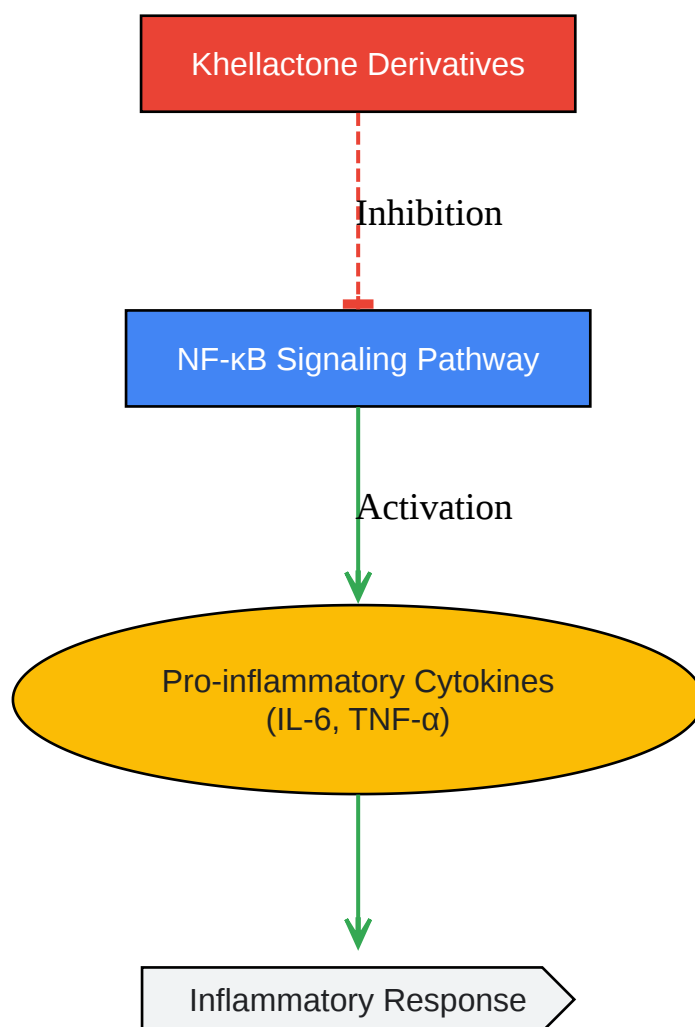 Khellactone Derivatives
Inhibition
NF-κB Signaling Pathway
Activation
Pro-inflammatory Cytokines
(IL-6, TNF-α)
Inflammatory Response